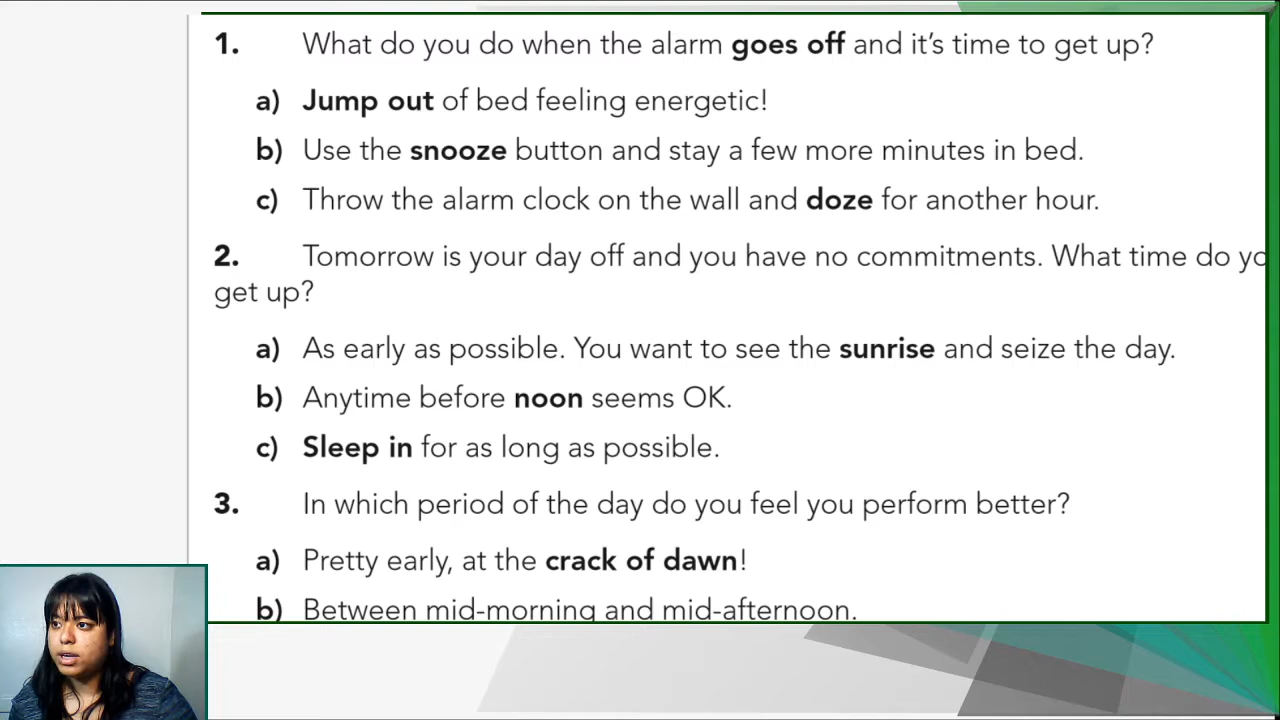 1. What do you do when the alarm goes off and it's time to get up?
a) Jump out of bed feeling energetic!
b) Use the snooze button and stay a few more minutes in bed.
c) Throw the alarm clock on the wall and doze for another hour.
2. Tomorrow is your day off and you have no commitments. What time do
get up?
a) As early as possible. You want to see the sunrise and seize the day.
b) Anytime before noon seems OK.
c) Sleep in for as long as possible.
3. In which period of the day do you feel you perform better?
a) Pretty early, at the crack of dawn!
b) Between mid-morning and mid-afternoon.